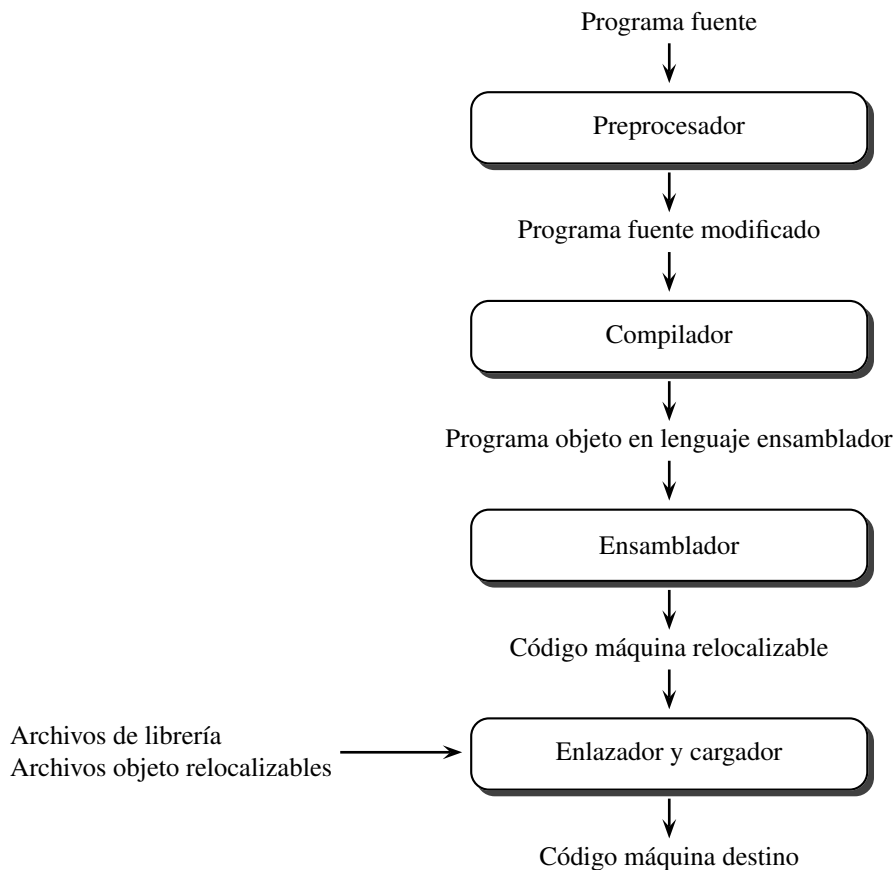 Programa fuente
Preprocesador
Programa fuente modificado
Compilador
Programa objeto en lenguaje ensamblador
Ensamblador
Código máquina relocalizable
Archivos de librería
Archivos objeto relocalizables
Enlazador y cargador
Código máquina destino